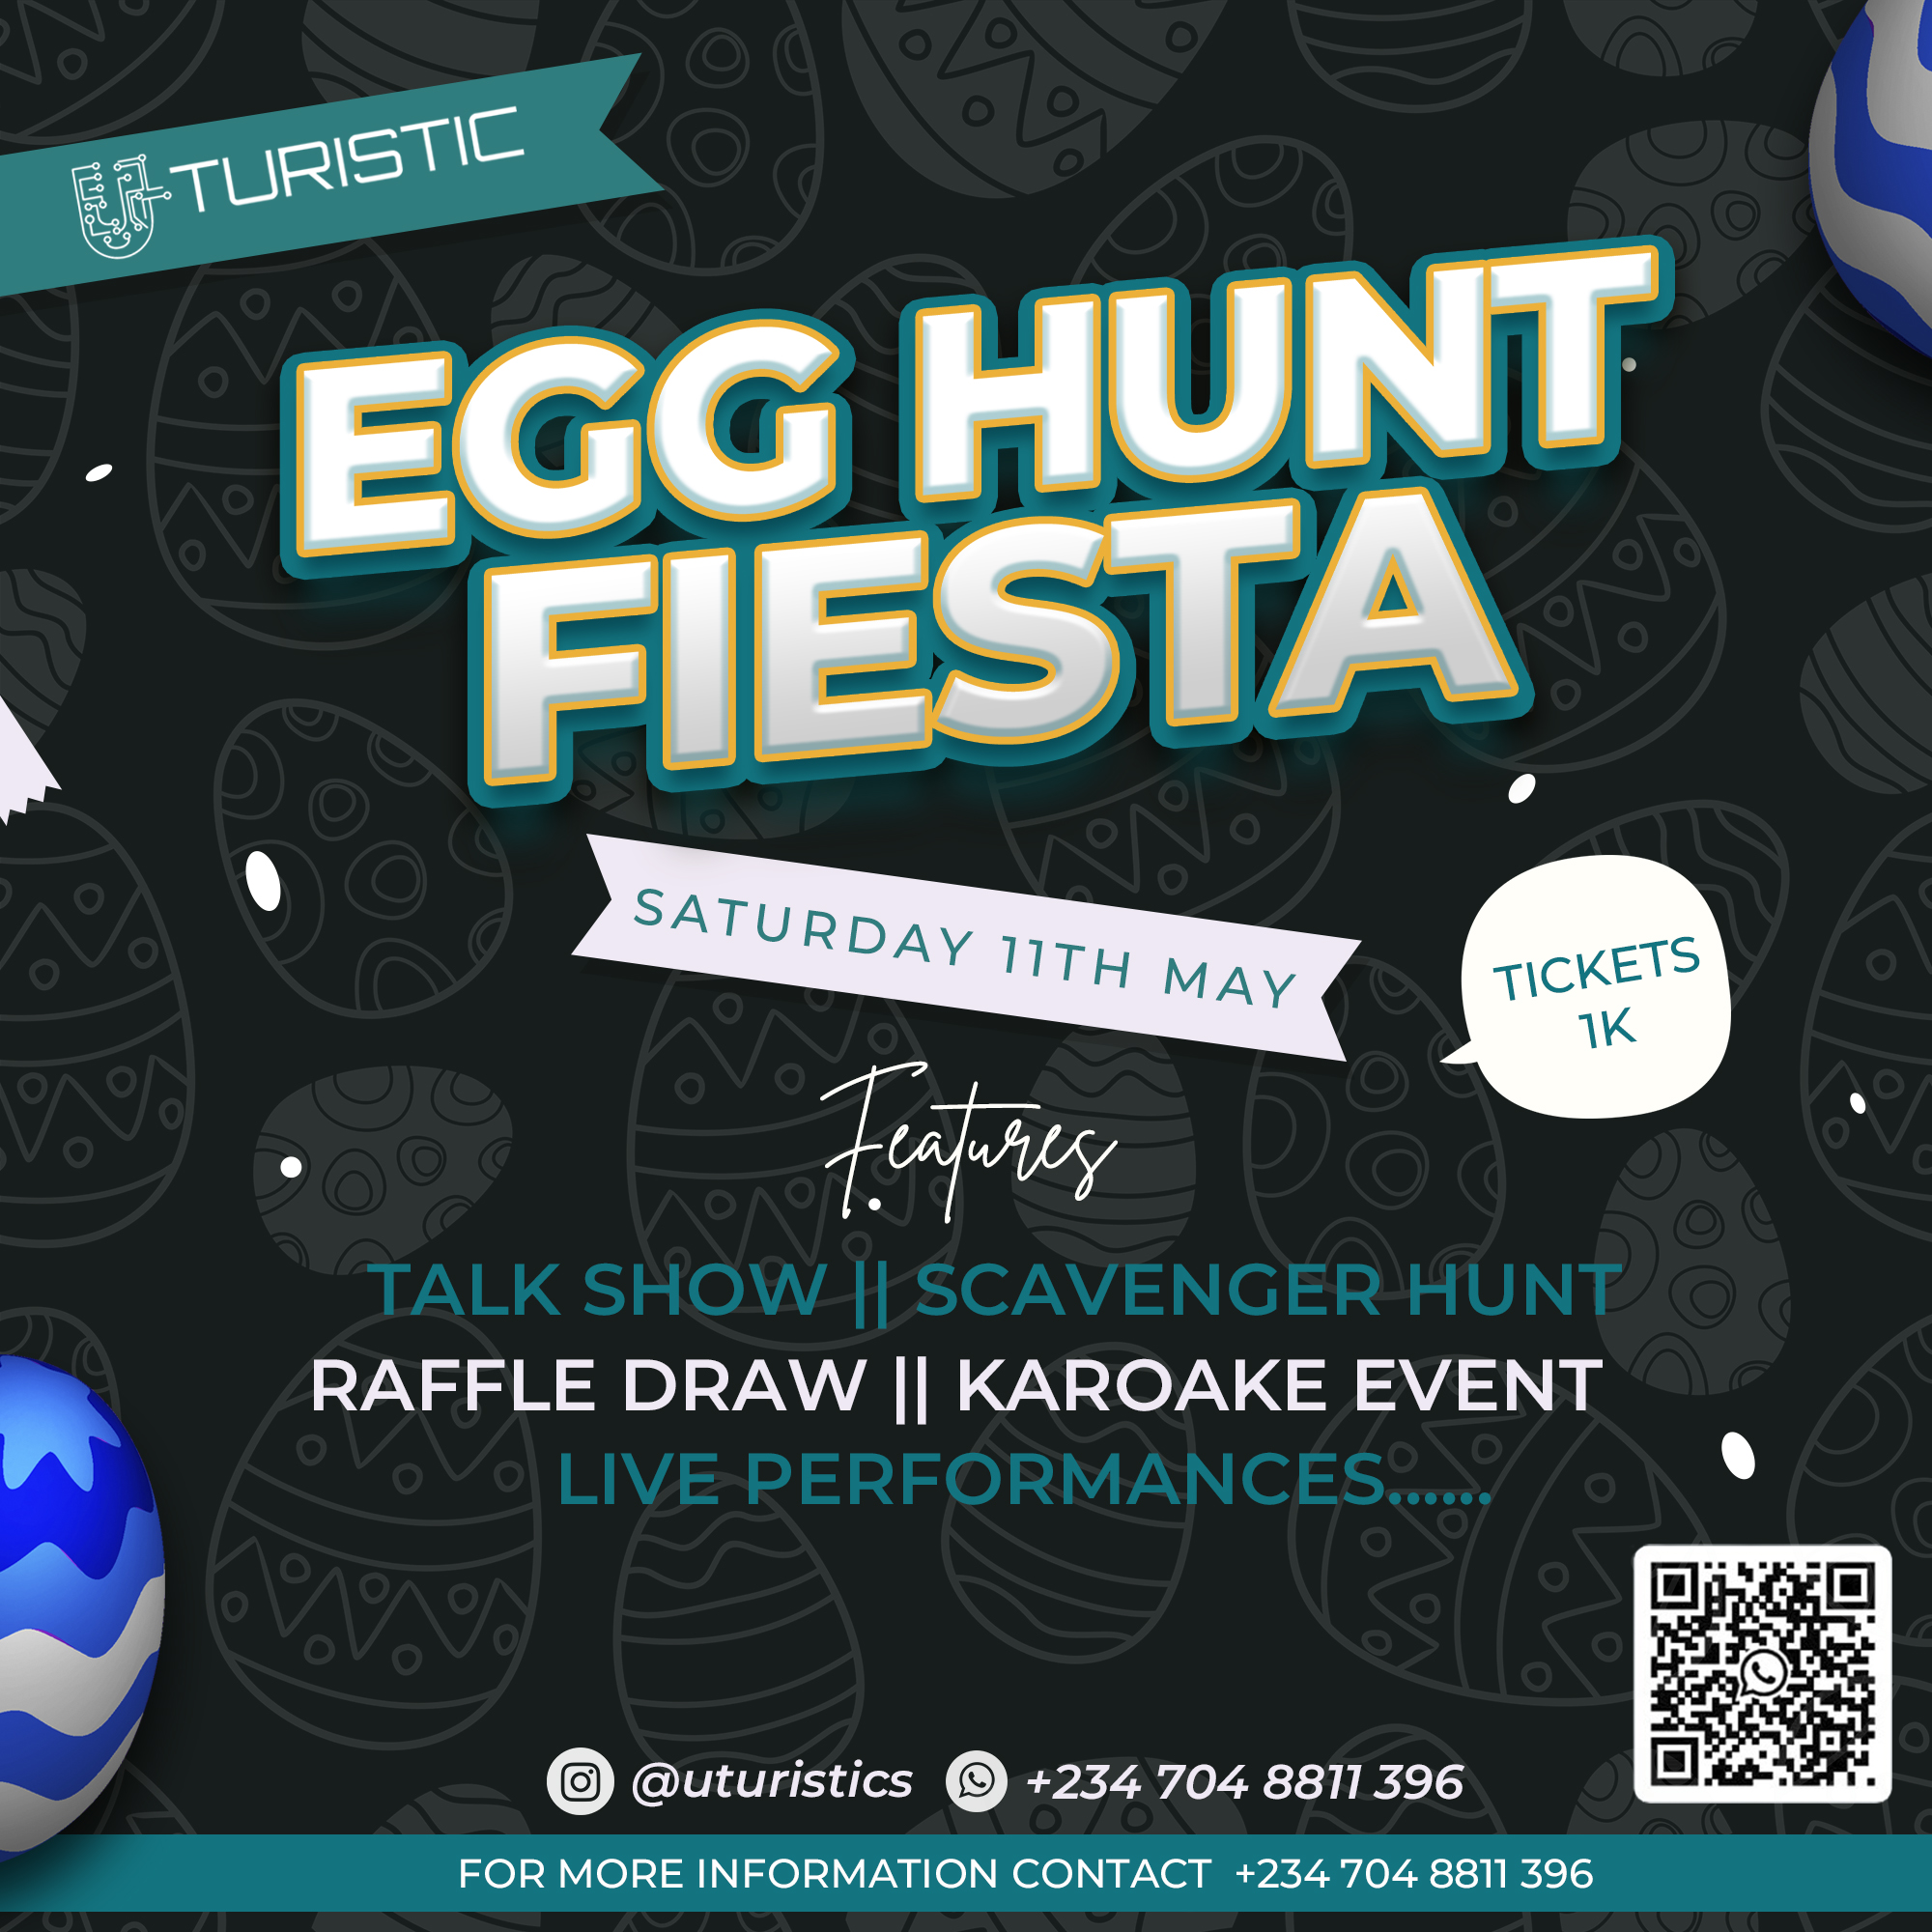 UTURISTIC
EGG HUNT
FIESTA
SATURDAY 11TH MAY
TICKETS
1K
Features
TALK SHOW || SCAVENGER HUNT
RAFFLE DRAW || KAROAKE EVENT
LIVE PERFORMANCES......
@uturistics +234 704 8811 396
FOR MORE INFORMATION CONTACT +234 704 8811 396